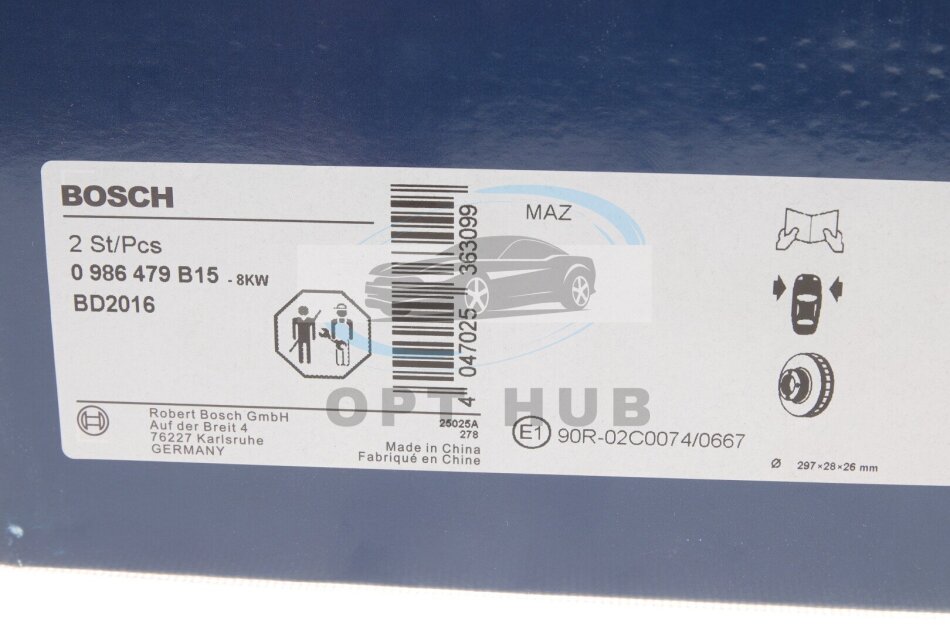 BOSCH
2 St/Pcs
0 986 479 B15 - 8KW
BD2016
4 047025 363099
MAZ
OPT HUB
Robert Bosch GmbH
Auf der Breit 4
76227 Karlsruhe
GERMANY
25025A
278
Made in China
Fabriqué en Chine
E1 90R-02C0074/0667
Ø 297×28×26 mm